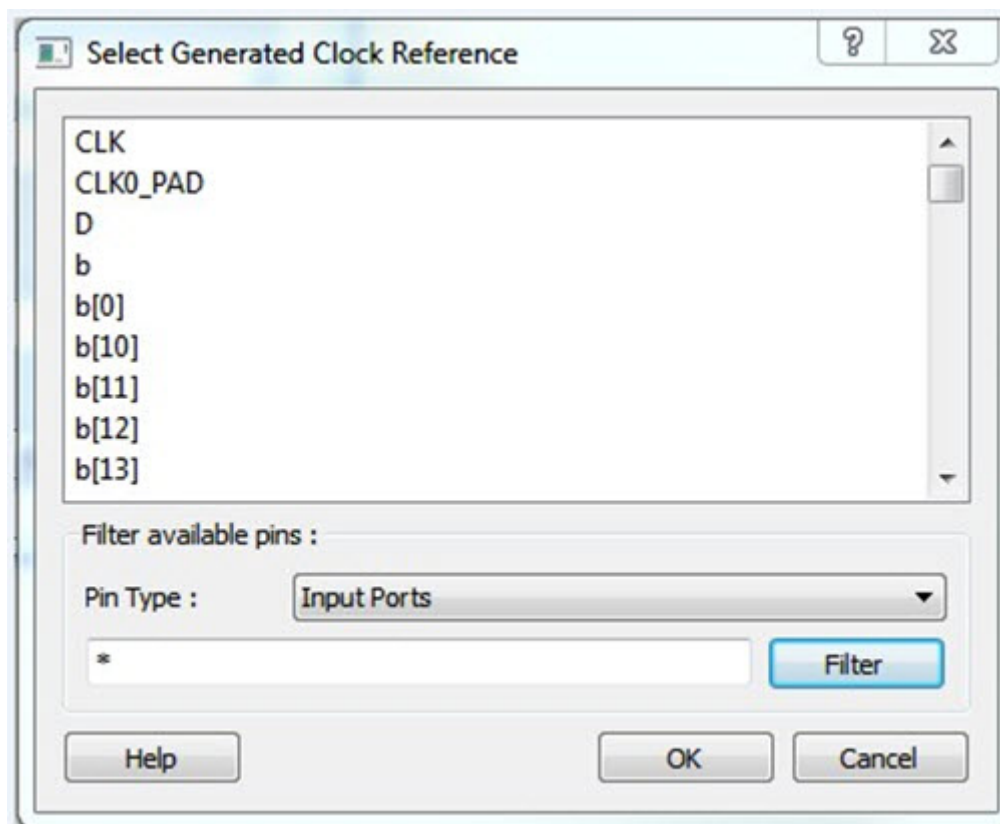 Select Generated Clock Reference
CLK
CLK0_PAD
D
b
b[0]
b[10]
b[11]
b[12]
b[13]
Filter available pins :
Pin Type :
Input Ports
*
Filter
Help
OK
Cancel